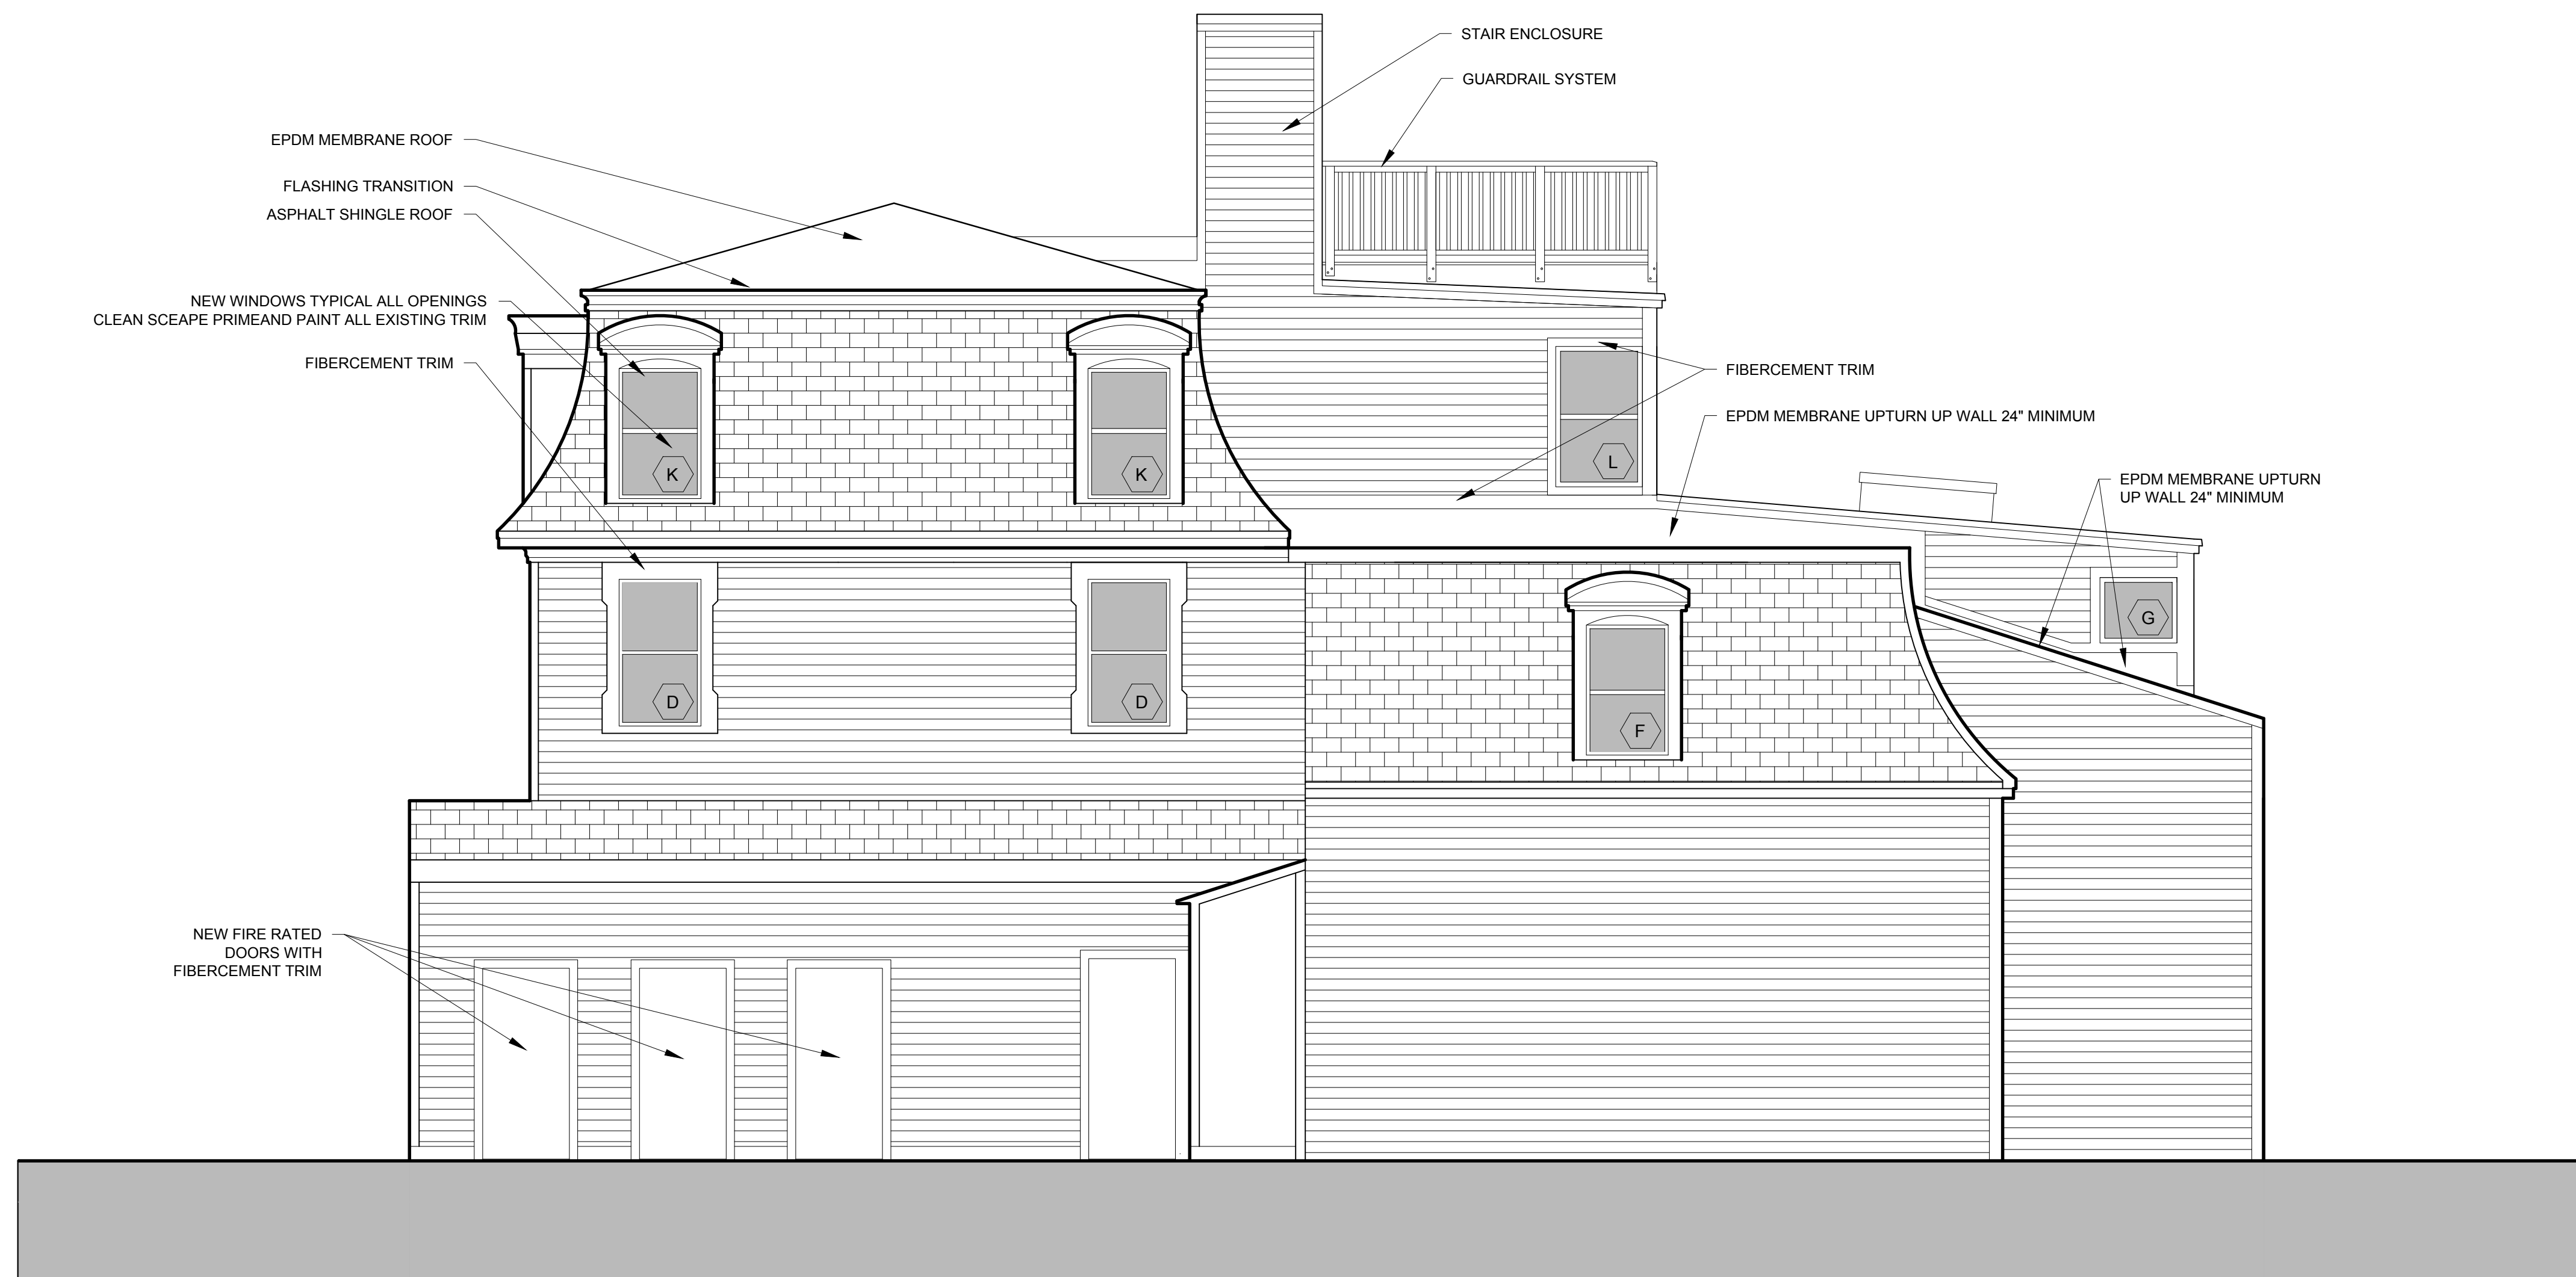 STAIR ENCLOSURE
GUARDRAIL SYSTEM
EPDM MEMBRANE ROOF
FLASHING TRANSITION
ASPHALT SHINGLE ROOF
NEW WINDOWS TYPICAL ALL OPENINGS
CLEAN SCEAPE PRIMEAND PAINT ALL EXISTING TRIM
FIBERCEMENT TRIM
FIBERCEMENT TRIM
EPDM MEMBRANE UPTURN UP WALL 24" MINIMUM
EPDM MEMBRANE UPTURN
UP WALL 24" MINIMUM
K
K
L
G
D
D
F
NEW FIRE RATED
DOORS WITH
FIBERCEMENT TRIM